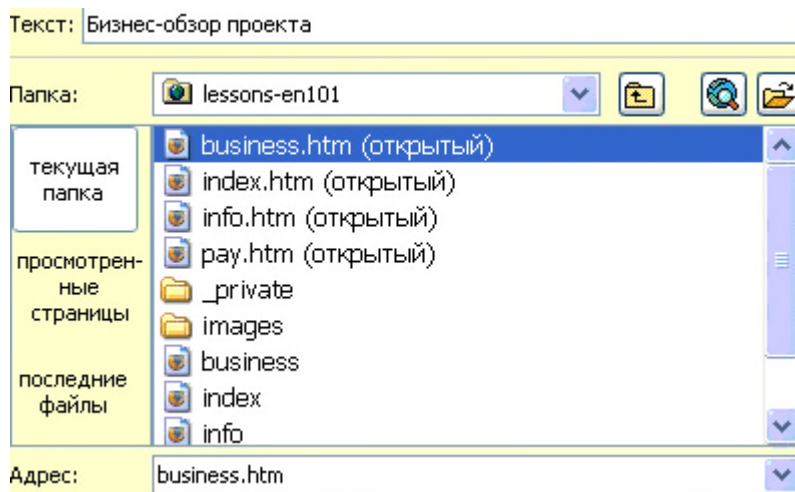 Текст: Бизнес-обзор проекта
Папка: lessons-en101
текущая
папка
просмотрен-
ные
страницы
последние
файлы
business.htm (открытый)
index.htm (открытый)
info.htm (открытый)
pay.htm (открытый)
_private
images
business
index
info
Адрес: business.htm